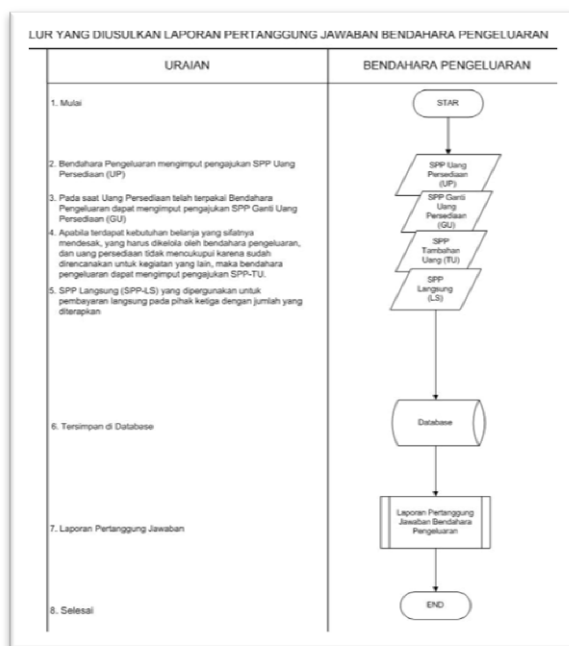 LUR YANG DIUSULKAN LAPORAN PERTANGGUNG JAWABAN BENDAHARA PENGELUARAN
URAIAN
BENDAHARA PENGELUARAN
1. Mulai
STAR
2. Bendahara Pengeluaran mengimput pengajukan SPP Uang
Persediaan (UP)
SPP Uang
Persediaan
(UP)
3. Pada saat Uang Persediaan telah terpakai Bendahara
Pengeluaran dapat mengimput pengajukan SPP Ganti Uang
Persediaan (GU)
SPP Ganti
Uang
Persediaan
(GU)
4. Apabila terdapat kebutuhan belanja yang sifatnya
mendesak, yang harus dikelola oleh bendahara pengeluaran,
dan uang persediaan tidak mencukupi karena sudah
direncanakan untuk kegiatan yang lain, maka bendahara
pengeluaran dapat mengimput pengajukan SPP-TU.
SPP
Tambahan
Uang (TU)
5. SPP Langsung (SPP-LS) yang dipergunakan untuk
pembayaran langsung pada pihak ketiga dengan jumlah yang
diterapkan
SPP
Langsung
(LS)
6. Tersimpan di Database
Database
7. Laporan Pertanggung Jawaban
Laporan Pertanggung
Jawaban Bendahara
Pengeluaran
8. Selesai
END